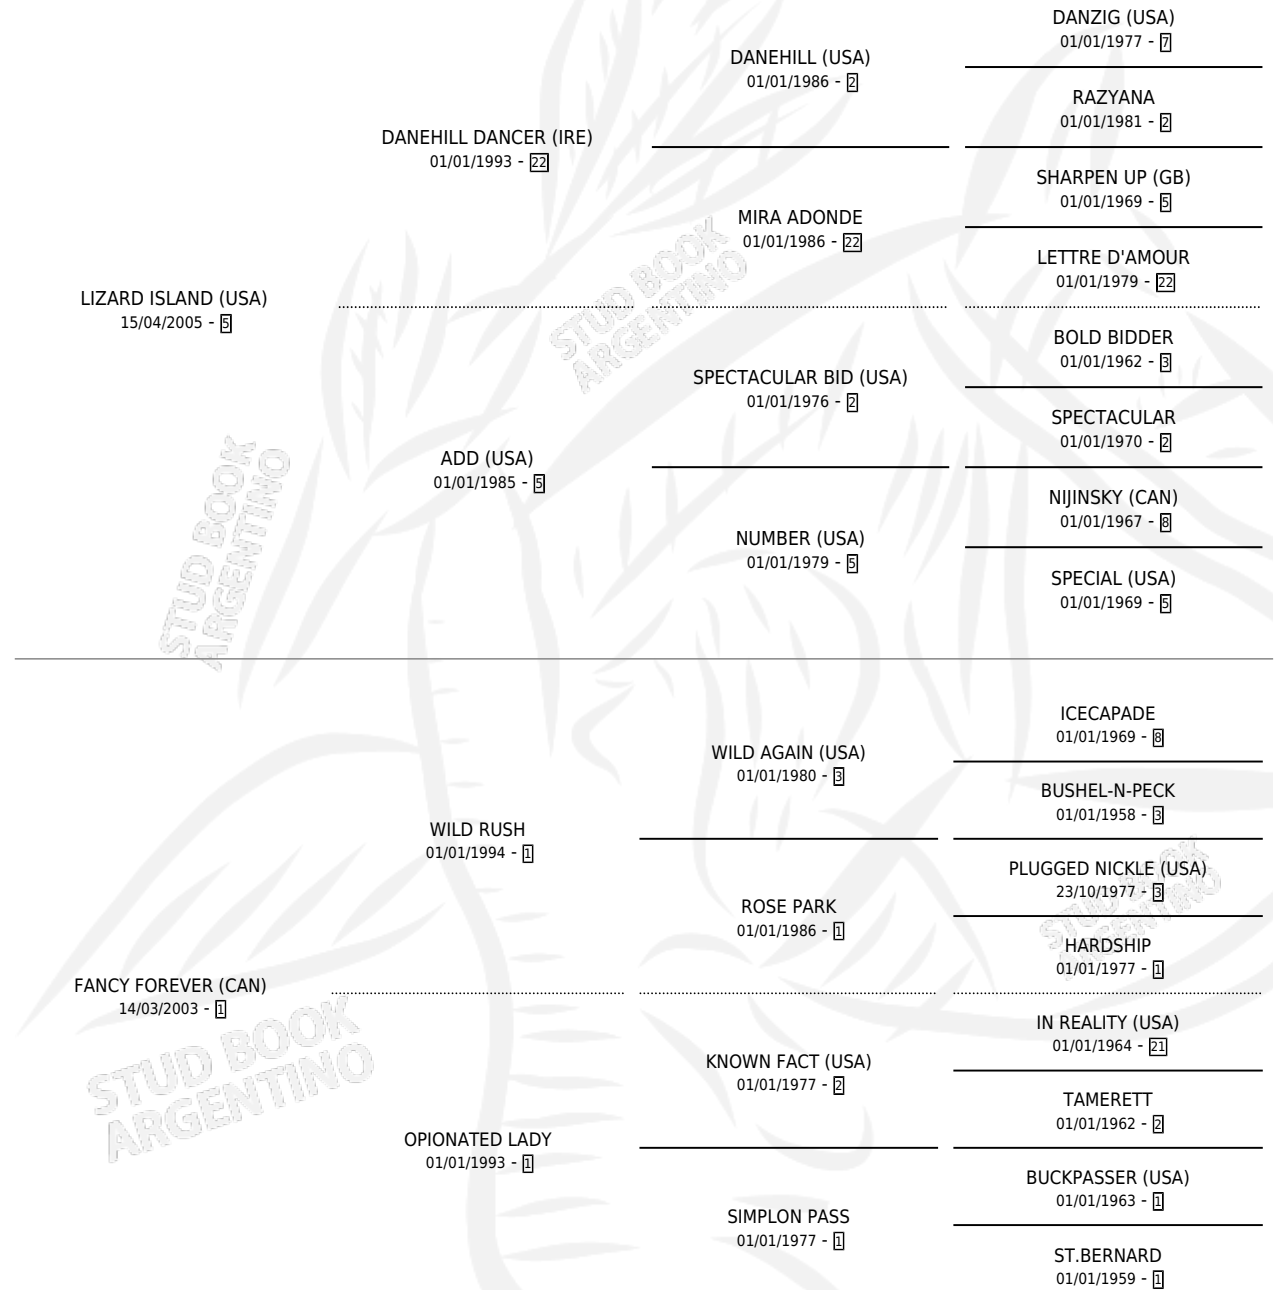 DANZIG (USA)
01/01/1977 - 7
DANEHILL (USA)
01/01/1986 - 2
RAZYANA
01/01/1981 - 2
DANEHILL DANCER (IRE)
01/01/1993 - 22
SHARPEN UP (GB)
01/01/1969 - 5
MIRA ADONDE
01/01/1986 - 22
LETTRE D'AMOUR
01/01/1979 - 22
LIZARD ISLAND (USA)
15/04/2005 - 5
BOLD BIDDER
01/01/1962 - 3
SPECTACULAR BID (USA)
01/01/1976 - 2
SPECTACULAR
01/01/1970 - 2
ADD (USA)
01/01/1985 - 5
NIJINSKY (CAN)
01/01/1967 - 8
NUMBER (USA)
01/01/1979 - 5
SPECIAL (USA)
01/01/1969 - 5
ICECAPADE
01/01/1969 - 8
WILD AGAIN (USA)
01/01/1980 - 3
BUSHEL-N-PECK
01/01/1958 - 3
WILD RUSH
01/01/1994 - 1
PLUGGED NICKLE (USA)
23/10/1977 - 3
ROSE PARK
01/01/1986 - 1
HARDSHIP
01/01/1977 - 1
FANCY FOREVER (CAN)
14/03/2003 - 1
IN REALITY (USA)
01/01/1964 - 21
KNOWN FACT (USA)
01/01/1977 - 2
TAMERETT
01/01/1962 - 2
OPIONATED LADY
01/01/1993 - 1
BUCKPASSER (USA)
01/01/1963 - 1
SIMPLON PASS
01/01/1977 - 1
ST.BERNARD
01/01/1959 - 1
STUD BOOK
ARGENTINO
STUD BOOK
ARGENTINO
STUD BOOK
ARGENTINO
STUD BOOK
ARGENTINO